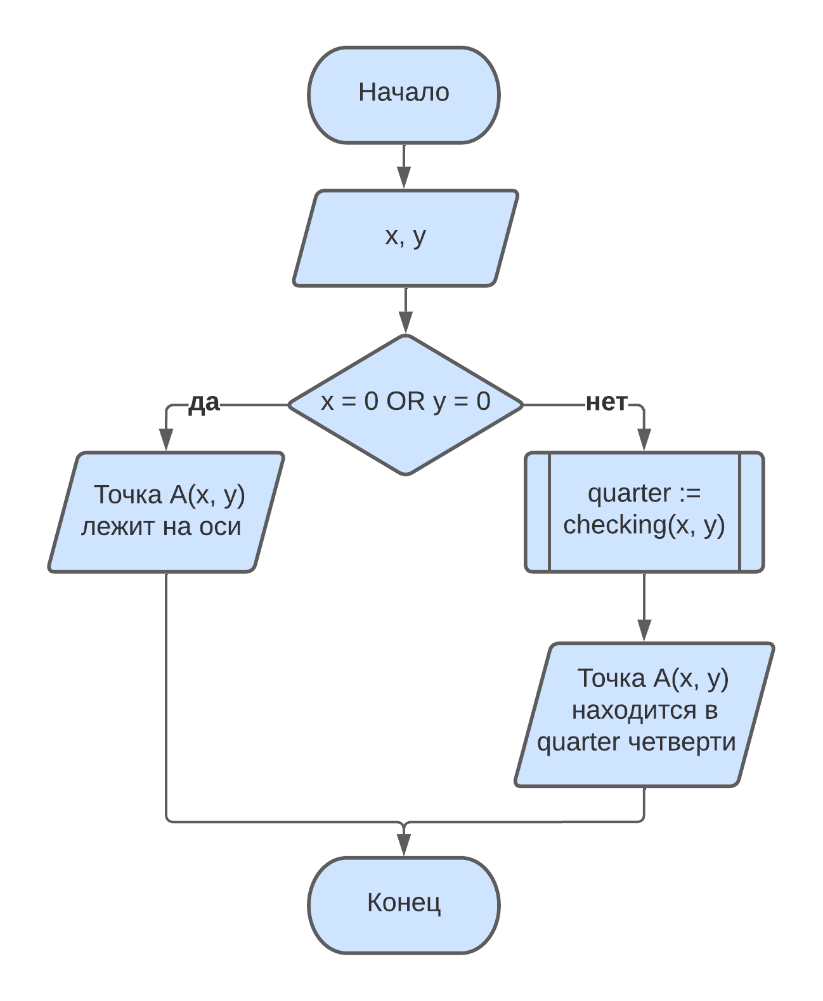 Начало
x, y
x = 0 OR y = 0
да
нет
Точка A(x, y)
лежит на оси
quarter :=
checking(x, y)
Точка A(x, y)
находится в
quarter четверти
Конец